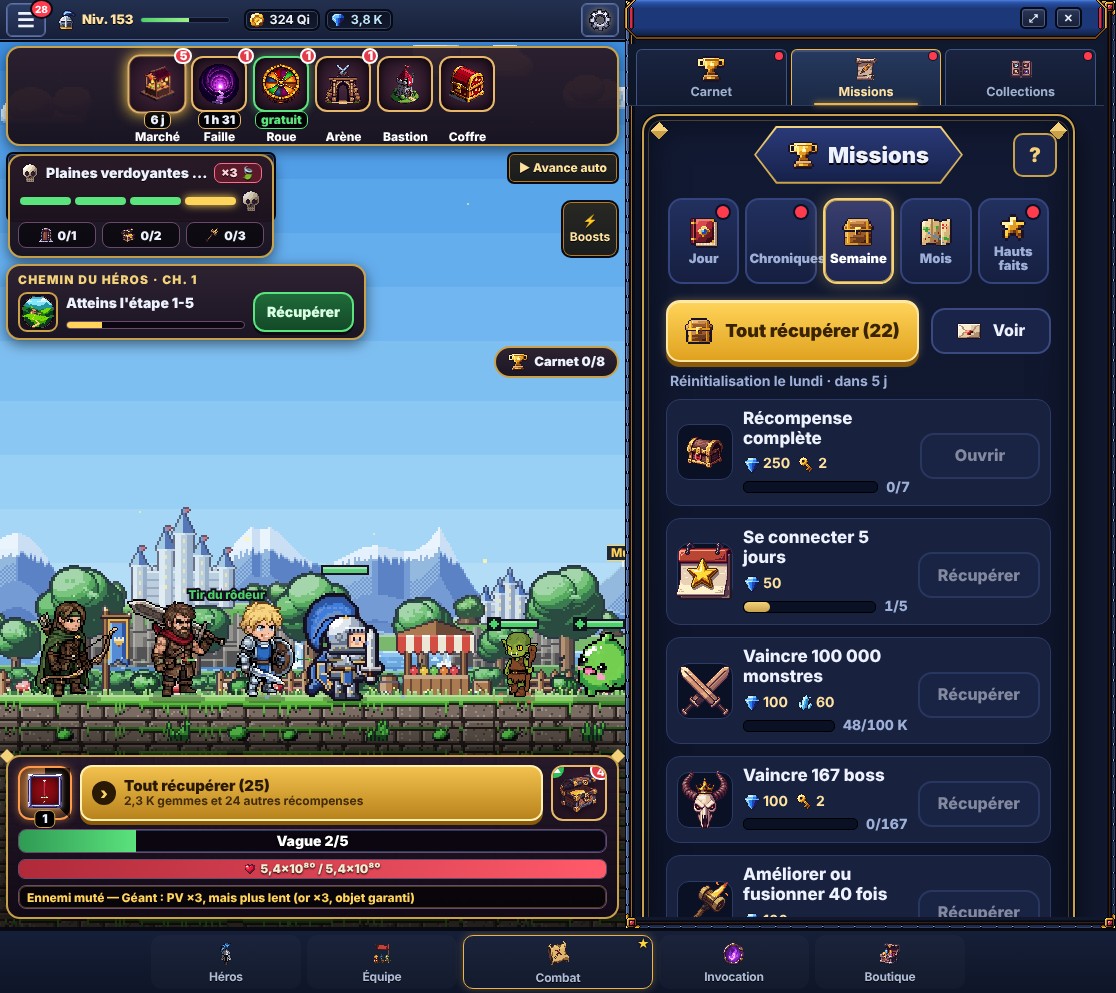 28
Niv. 153
324 Qi
3,8 K
5
1
1
1
6 j
1 h 31
gratuit
Marché
Faille
Roue
Arène
Bastion
Coffre
Plaines verdoyantes ...
×3
0/1
0/2
0/3
Avance auto
Boosts
CHEMIN DU HÉROS · CH. 1
Atteins l'étape 1-5
Récupérer
Carnet 0/8
Tir du rôdeur
1
Tout récupérer (25)
2,3 K gemmes et 24 autres récompenses
4
Vague 2/5
5,4×10⁸⁰ / 5,4×10⁸⁰
Ennemi muté — Géant : PV ×3, mais plus lent (or ×3, objet garanti)
Carnet
Missions
Collections
Missions
?
Jour
Chroniques
Semaine
Mois
Hauts
faits
Tout récupérer (22)
Voir
Réinitialisation le lundi · dans 5 j
Récompense
complète
250
2
0/7
Ouvrir
Se connecter 5
jours
50
1/5
Récupérer
Vaincre 100 000
monstres
100
60
48/100 K
Récupérer
Vaincre 167 boss
100
2
0/167
Récupérer
Améliorer ou
fusionner 40 fois
Récupérer
Héros
Équipe
Combat
Invocation
Boutique